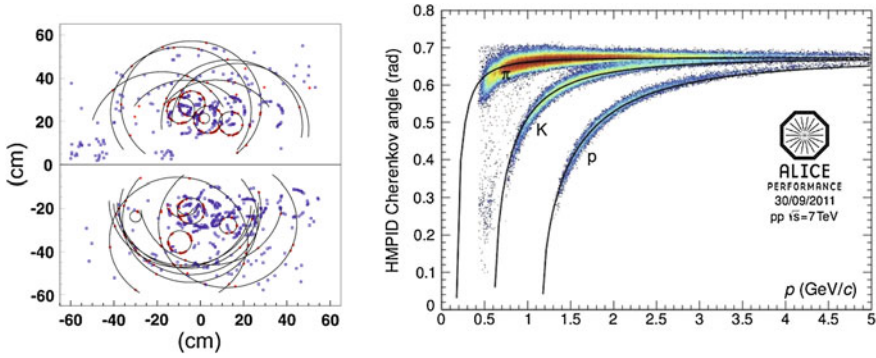 (cm)
60
40
20
0
-20
-40
-60
-60 -40 -20 0 20 40 60
(cm)
HMPID Cherenkov angle (rad)
0.8
0.7
0.6
0.5
0.4
0.3
0.2
0.1
0 0.5 1 1.5 2 2.5 3 3.5 4 4.5 5
p (GeV/c)
π
K
p
ALICE
PERFORMANCE
30/09/2011
pp √s=7TeV